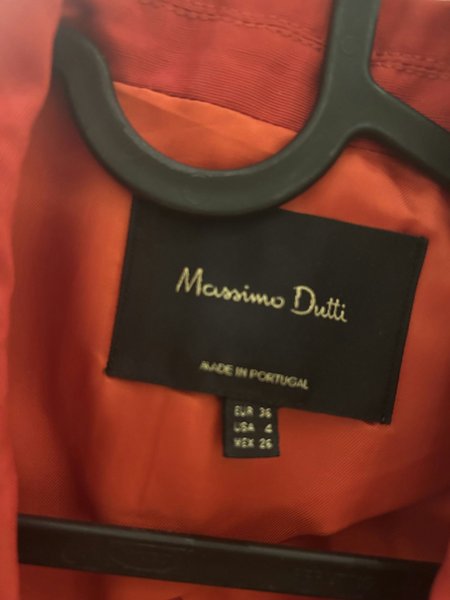 Massimo Dutti
MADE IN PORTUGAL
EUR 36
USA 4
MEX 26